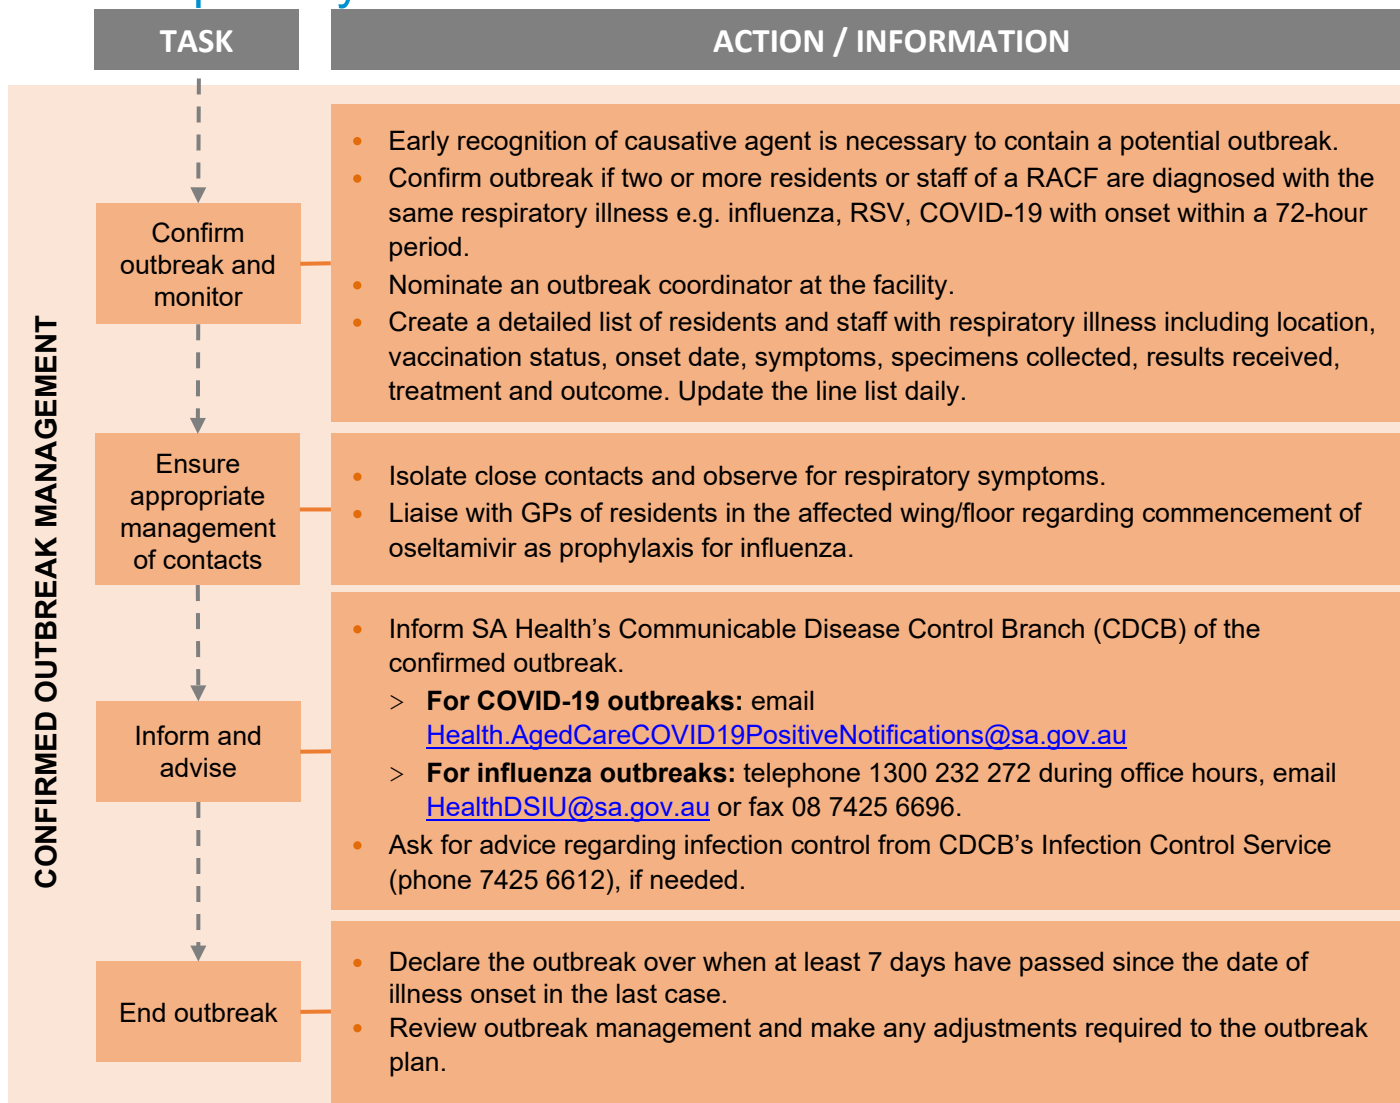 TASK
ACTION / INFORMATION
CONFIRMED OUTBREAK MANAGEMENT
Confirm
outbreak and
monitor
• Early recognition of causative agent is necessary to contain a potential outbreak.
• Confirm outbreak if two or more residents or staff of a RACF are diagnosed with the
same respiratory illness e.g. influenza, RSV, COVID-19 with onset within a 72-hour
period.
• Nominate an outbreak coordinator at the facility.
• Create a detailed list of residents and staff with respiratory illness including location,
vaccination status, onset date, symptoms, specimens collected, results received,
treatment and outcome. Update the line list daily.
Ensure
appropriate
management
of contacts
• Isolate close contacts and observe for respiratory symptoms.
• Liaise with GPs of residents in the affected wing/floor regarding commencement of
oseltamivir as prophylaxis for influenza.
Inform and
advise
• Inform SA Health’s Communicable Disease Control Branch (CDCB) of the
confirmed outbreak.
> For COVID-19 outbreaks: email
Health.AgedCareCOVID19PositiveNotifications@sa.gov.au
> For influenza outbreaks: telephone 1300 232 272 during office hours, email
HealthDSIU@sa.gov.au or fax 08 7425 6696.
• Ask for advice regarding infection control from CDCB’s Infection Control Service
(phone 7425 6612), if needed.
End outbreak
• Declare the outbreak over when at least 7 days have passed since the date of
illness onset in the last case.
• Review outbreak management and make any adjustments required to the outbreak
plan.